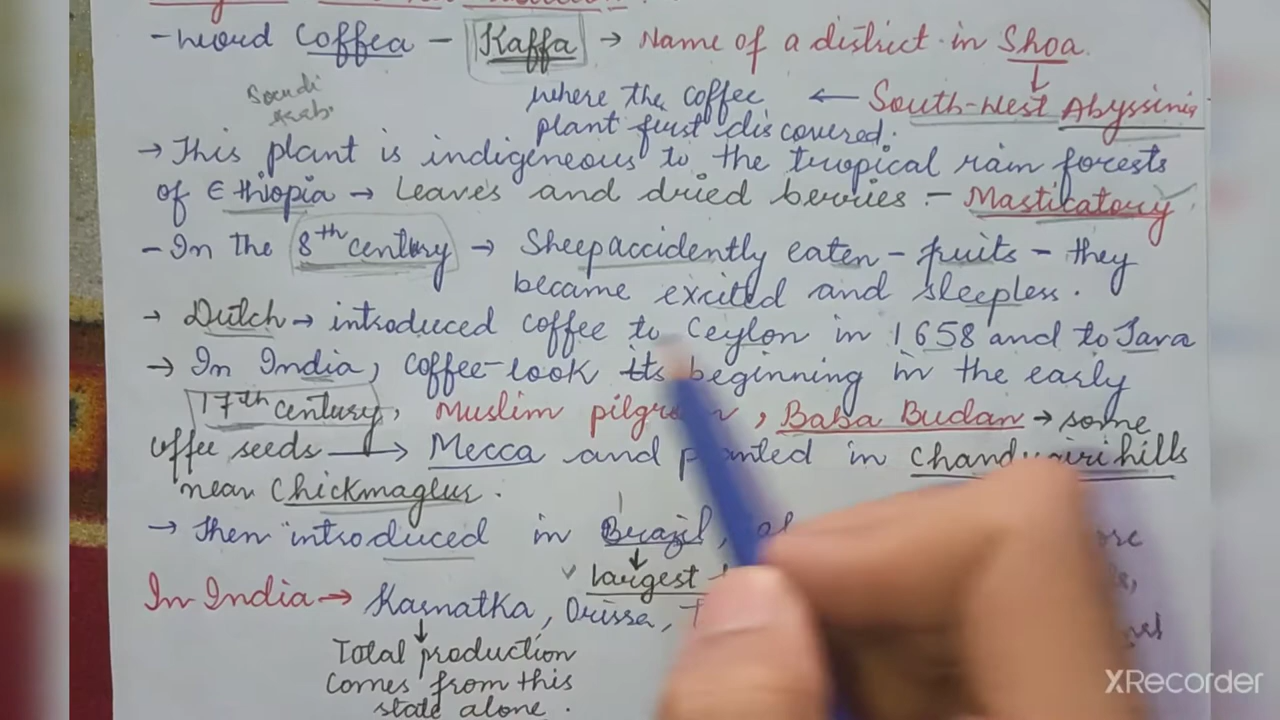 -word Coffea - Kaffa → Name of a district in Shoa.
Saudi
Arab.
where the coffee ← South-West Abyssinia
plant first discovered.
→ This plant is indigeneous to the tropical rain forests
of Ethiopia → Leaves and dried berries - Masticatory
- In the 8th century → Sheep accidently eaten - fruits - they
became excited and sleepless.
→ Dutch → introduced coffee to Ceylon in 1658 and to Java
→ In India, coffee-look its beginning in the early
17th century, Muslim pilgrim, Baba Budan → some
coffee seeds → Mecca and planted in Chandragiri hills
near Chickmaglur.
→ Then introduced in Brazil,
↓
✓ largest
In India → Karnatka, Orissa,
↓
Total production
comes from this
state alone.
XRecorder